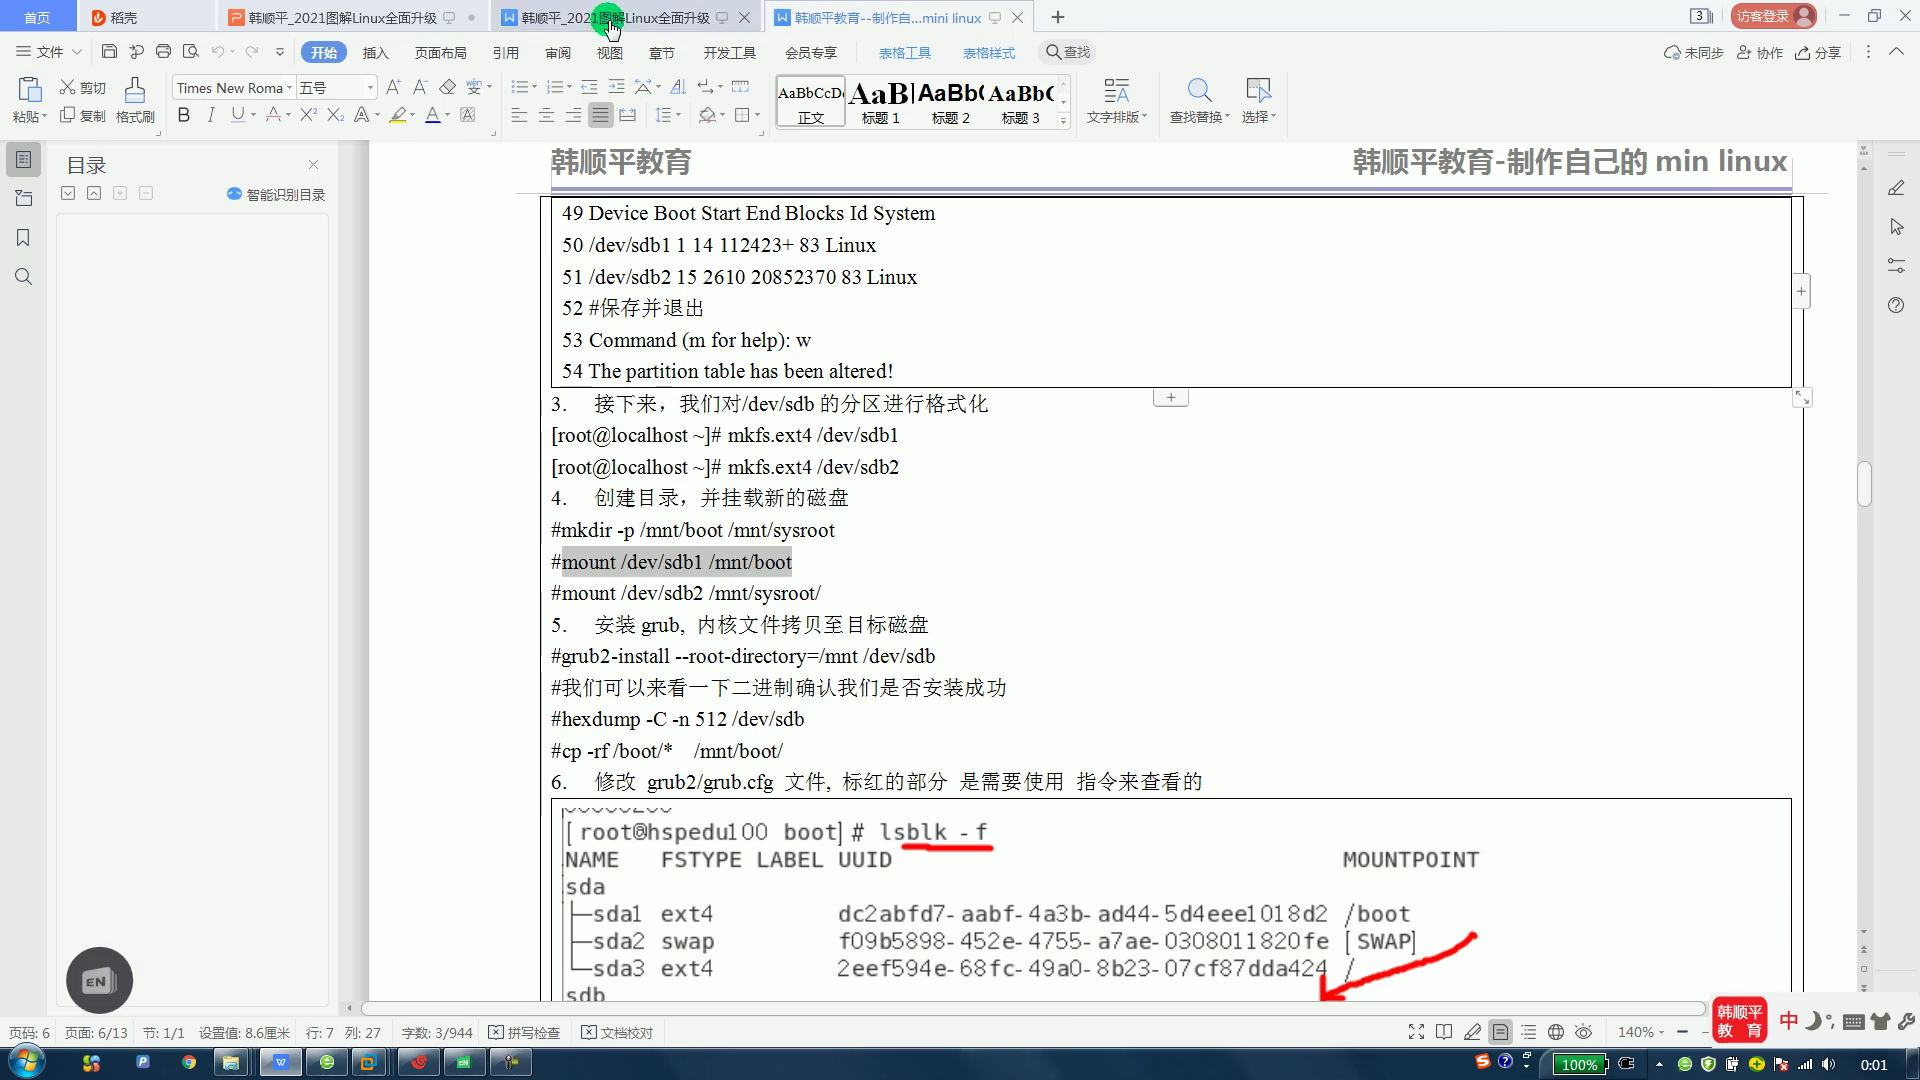 首页
稻壳
韩顺平_2021图解Linux全面升级
韩顺平_2021图解Linux全面升级
韩顺平教育--制作自己...mini linux
3
访客登录
文件
开始
插入
页面布局
引用
审阅
视图
章节
开发工具
会员专享
表格工具
表格样式
查找
未同步
协作
分享
粘贴
剪切
复制
格式刷
Times New Roma
五号
AaBbCcDd
正文
AaBl
标题 1
AaBb(
标题 2
AaBb(
标题 3
文字排版
查找替换
选择
目录
智能识别目录
韩顺平教育
韩顺平教育-制作自己的 min linux
49 Device Boot Start End Blocks Id System
50 /dev/sdb1 1 14 112423+ 83 Linux
51 /dev/sdb2 15 2610 20852370 83 Linux
52 #保存并退出
53 Command (m for help): w
54 The partition table has been altered!
3. 接下来，我们对/dev/sdb 的分区进行格式化
[root@localhost ~]# mkfs.ext4 /dev/sdb1
[root@localhost ~]# mkfs.ext4 /dev/sdb2
4. 创建目录，并挂载新的磁盘
#mkdir -p /mnt/boot /mnt/sysroot
#mount /dev/sdb1 /mnt/boot
#mount /dev/sdb2 /mnt/sysroot/
5. 安装 grub, 内核文件拷贝至目标磁盘
#grub2-install --root-directory=/mnt /dev/sdb
#我们可以来看一下二进制确认我们是否安装成功
#hexdump -C -n 512 /dev/sdb
#cp -rf /boot/* /mnt/boot/
6. 修改 grub2/grub.cfg 文件, 标红的部分 是需要使用 指令来查看的
[root@hspedu100 boot]# lsblk -f
NAME FSTYPE LABEL UUID MOUNTPOINT
sda
├─sda1 ext4 dc2abfd7-aabf-4a3b-ad44-5d4eee1018d2 /boot
├─sda2 swap f09b5898-452e-4755-a7ae-0308011820fe [SWAP]
└─sda3 ext4 2eef594e-68fc-49a0-8b23-07cf87dda424 /
sdb
EN
韩顺平
教 育
中
页码: 6
页面: 6/13
节: 1/1
设置值: 8.6厘米
行: 7
列: 27
字数: 3/944
拼写检查
文档校对
140%
100%
0:01